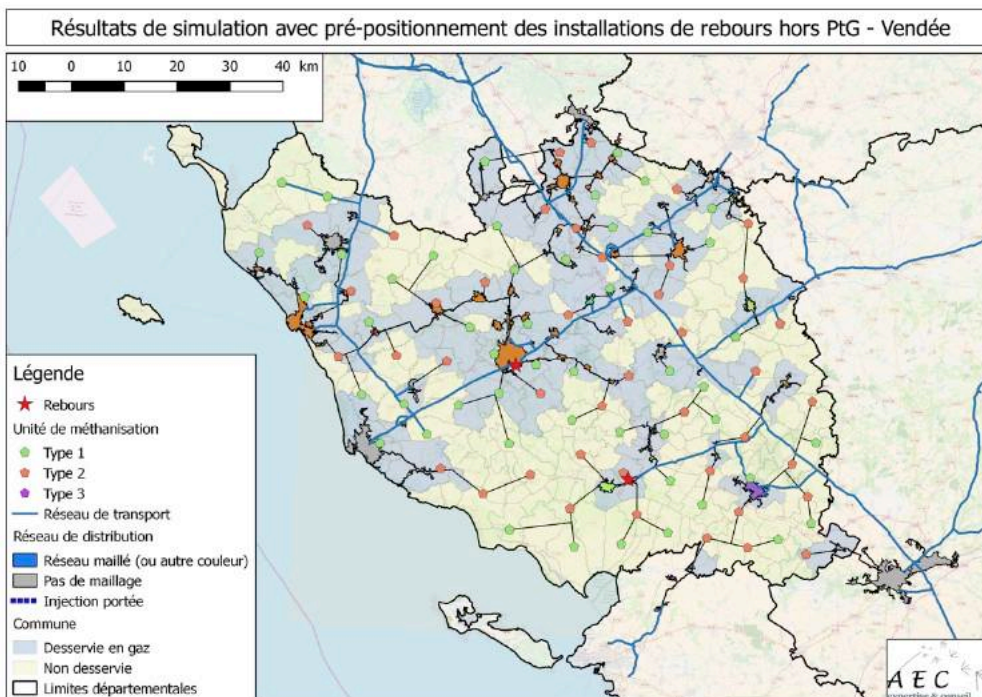 Résultats de simulation avec pré-positionnement des installations de rebours hors PtG - Vendée
10 0 10 20 30 40 km
Légende
Rebours
Unité de méthanisation
Type 1
Type 2
Type 3
Réseau de transport
Réseau de distribution
Réseau maillé (ou autre couleur)
Pas de maillage
Injection portée
Commune
Desservie en gaz
Non desservie
Limites départementales
AEC
expertise & conseil